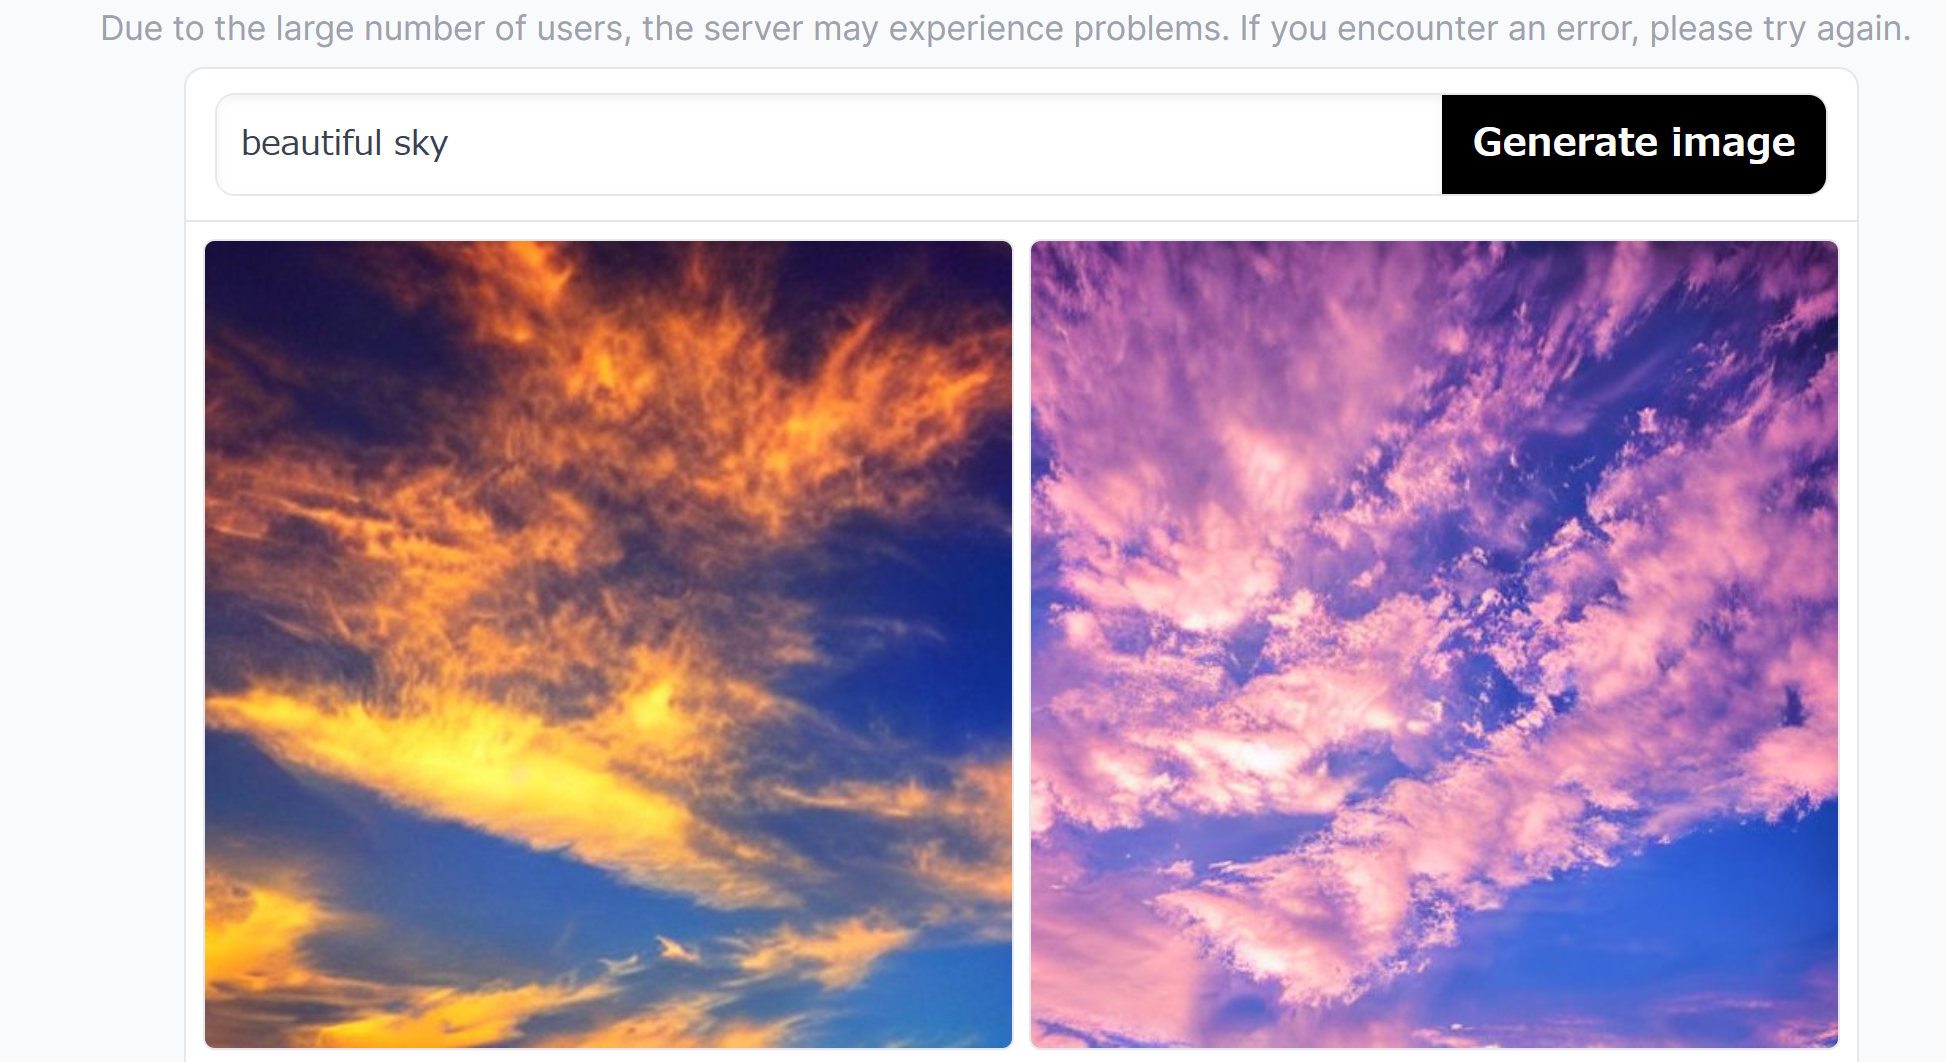 Due to the large number of users, the server may experience problems. If you encounter an error, please try again.
beautiful sky
Generate image